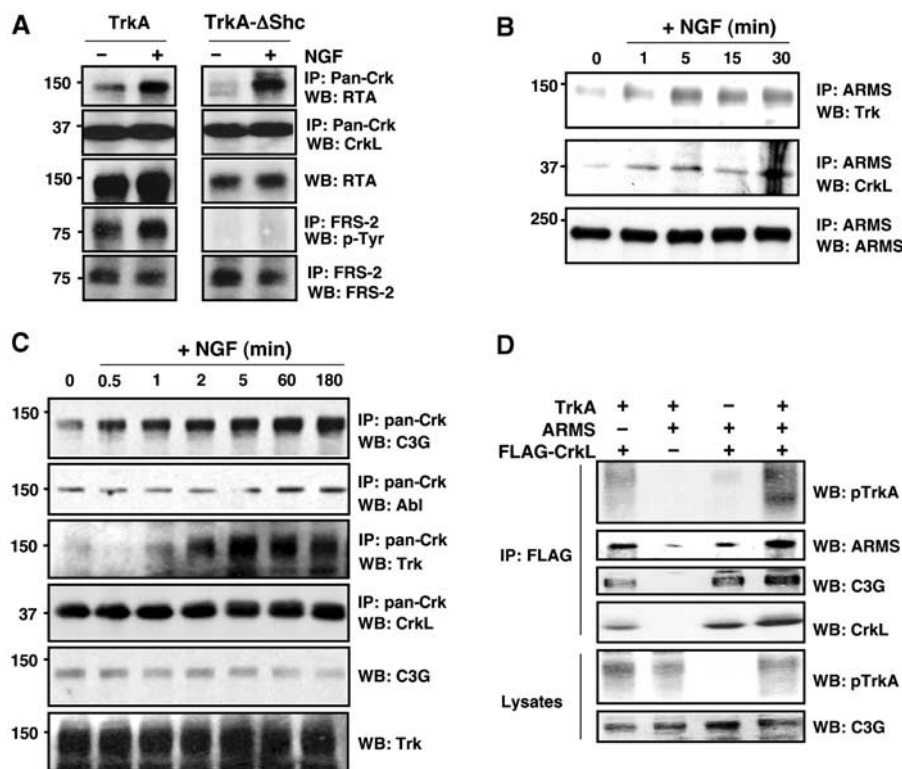 A
TrkA
TrkA-ΔShc
– + – + NGF
150
IP: Pan-Crk
WB: RTA
37
IP: Pan-Crk
WB: CrkL
150
WB: RTA
75
IP: FRS-2
WB: p-Tyr
75
IP: FRS-2
WB: FRS-2
B
+ NGF (min)
0 1 5 15 30
150
IP: ARMS
WB: Trk
37
IP: ARMS
WB: CrkL
250
IP: ARMS
WB: ARMS
C
+ NGF (min)
0 0.5 1 2 5 60 180
150
IP: pan-Crk
WB: C3G
150
IP: pan-Crk
WB: Abl
150
IP: pan-Crk
WB: Trk
37
IP: pan-Crk
WB: CrkL
WB: C3G
150
WB: Trk
D
TrkA + + – +
ARMS – + + +
FLAG-CrkL + – + +
IP: FLAG
WB: pTrkA
WB: ARMS
WB: C3G
WB: CrkL
Lysates
WB: pTrkA
WB: C3G